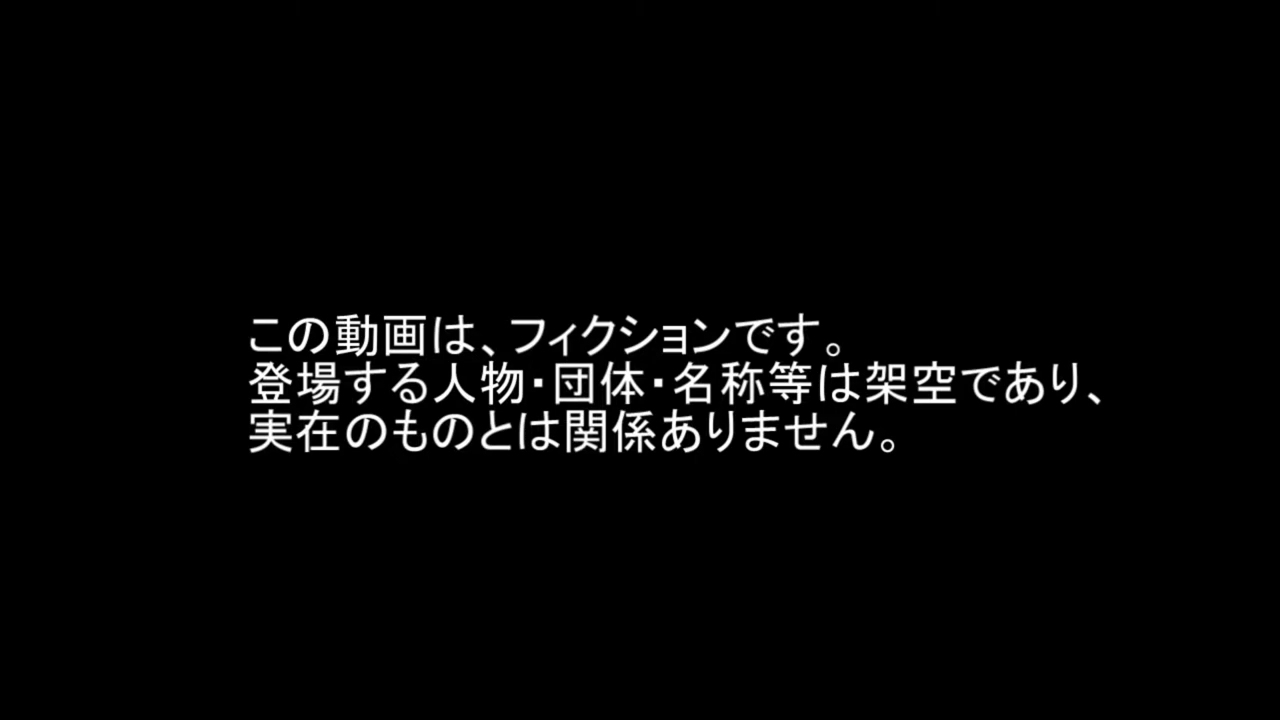 この動画は、フィクションです。
登場する人物・団体・名称等は架空であり、
実在のものとは関係ありません。